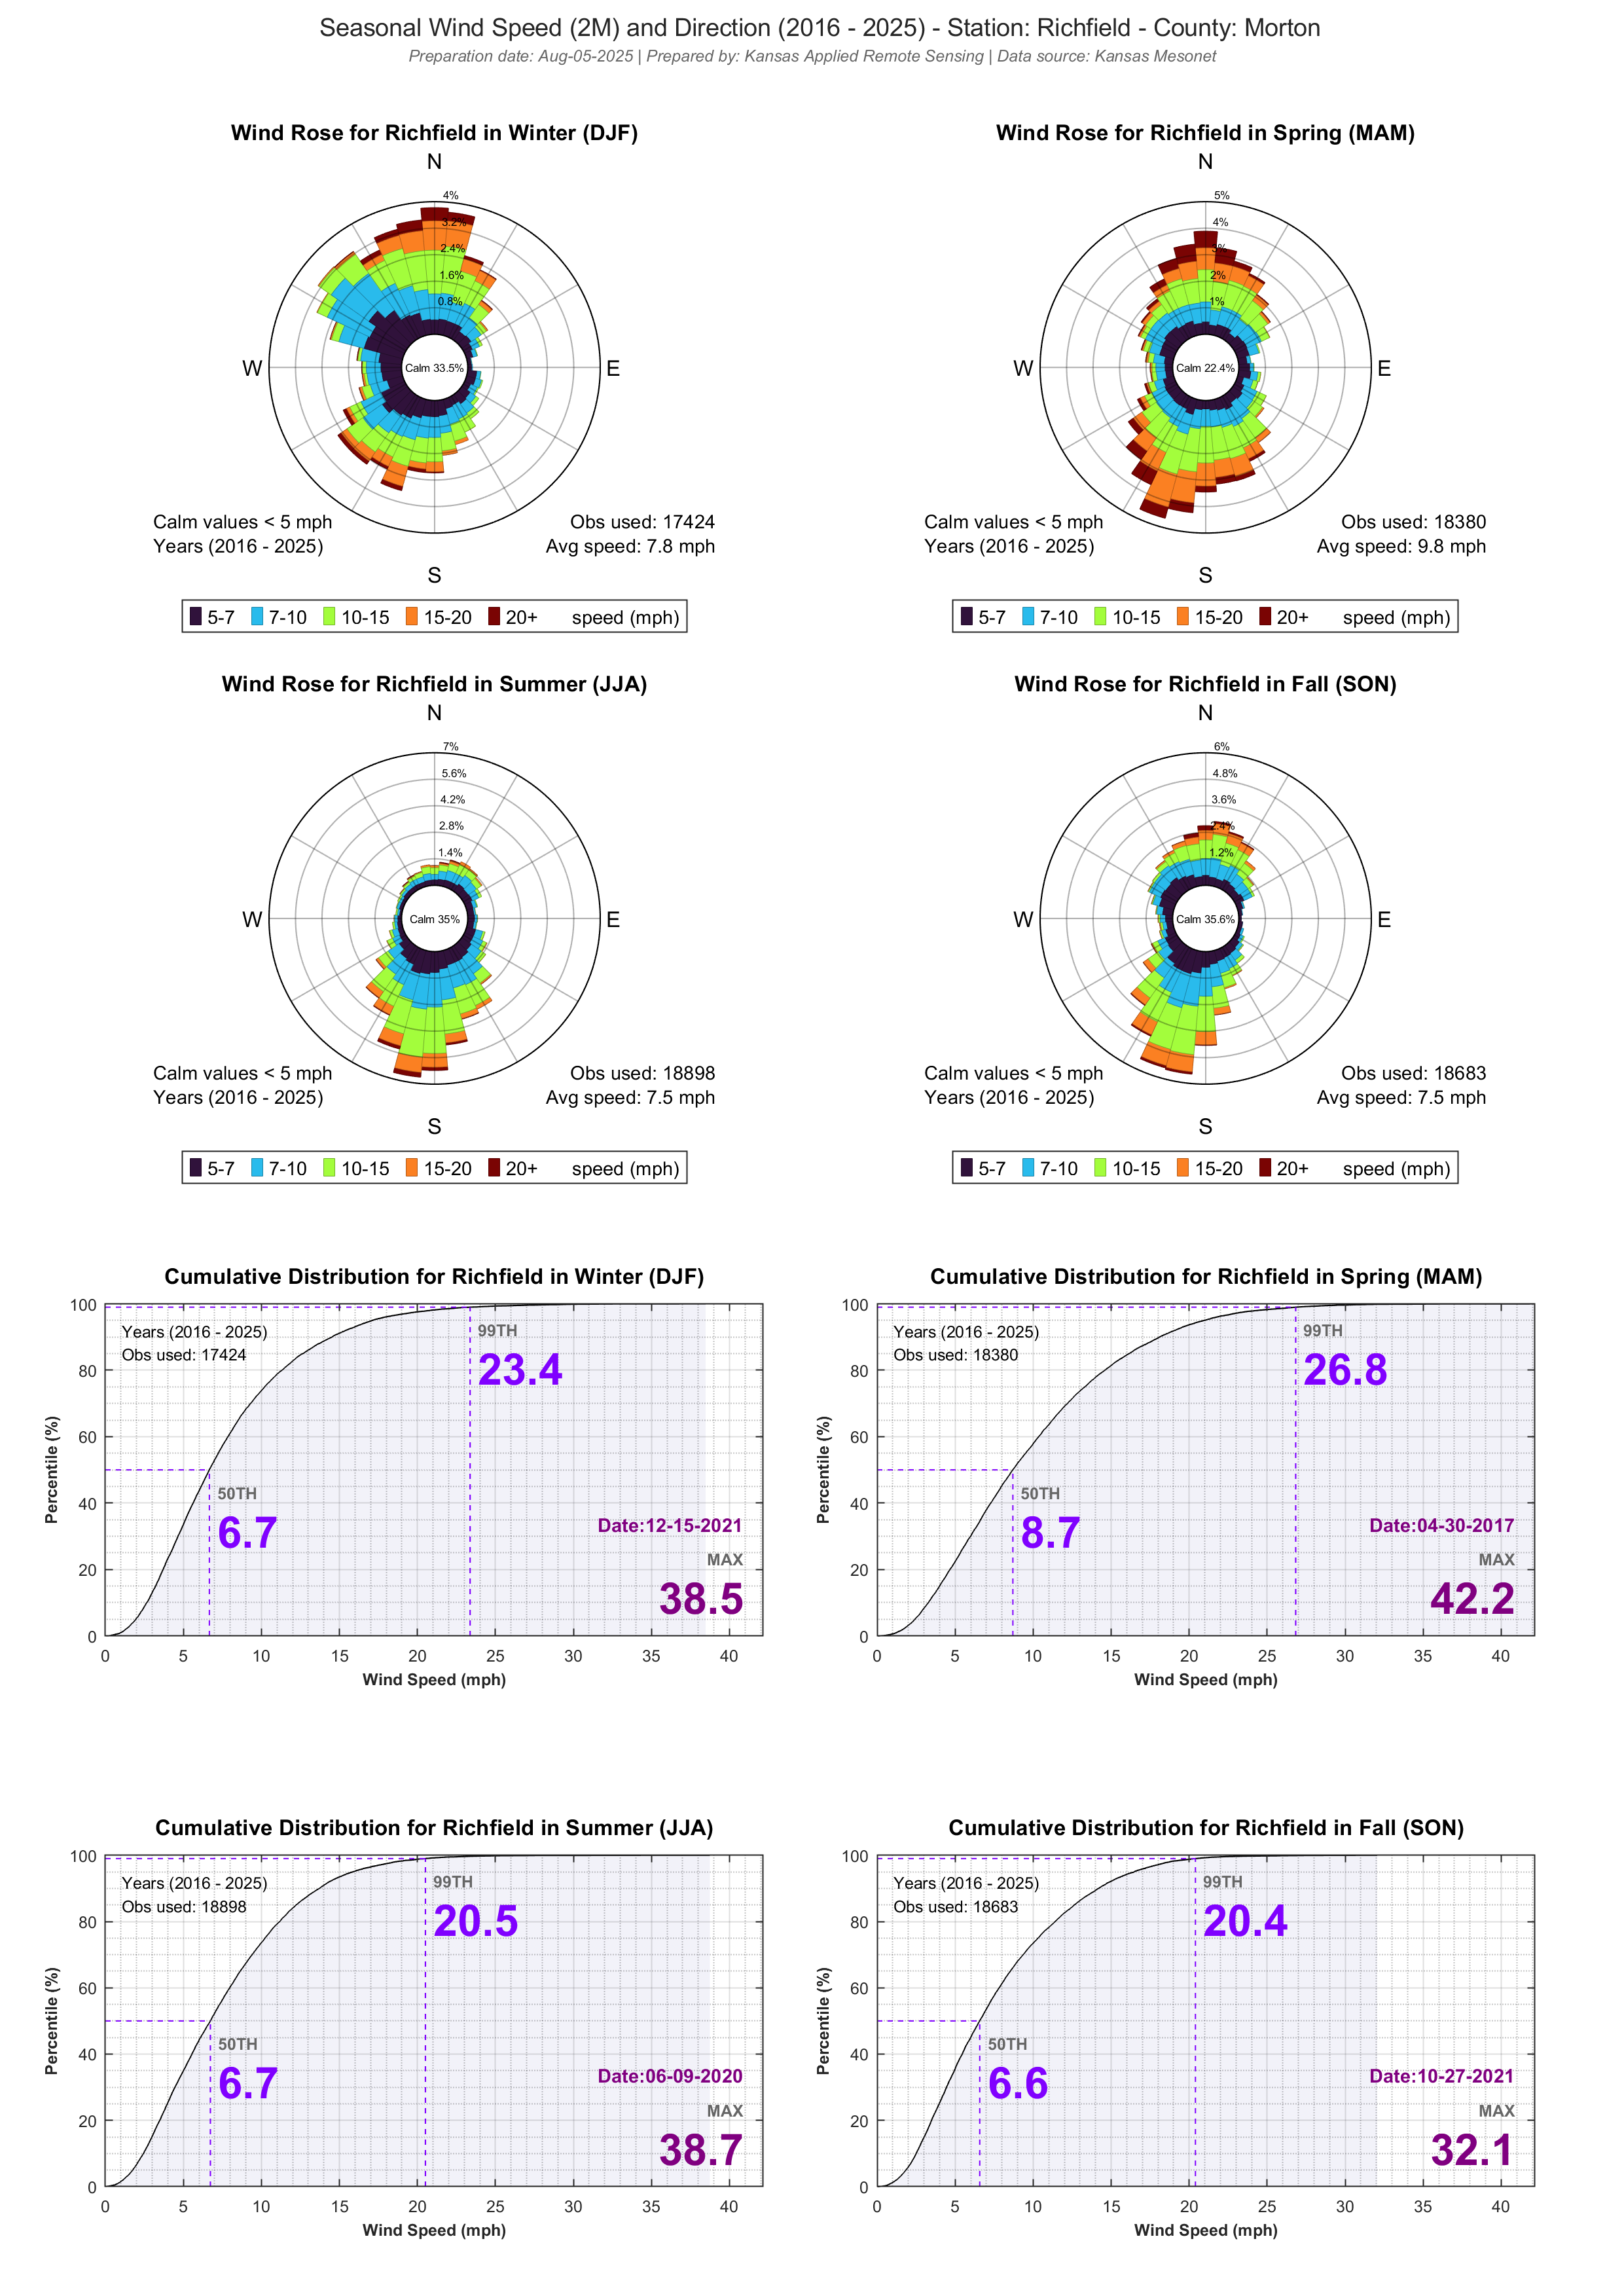 Seasonal Wind Speed (2M) and Direction (2016 - 2025) - Station: Richfield - County: Morton
Preparation date: Aug-05-2025 | Prepared by: Kansas Applied Remote Sensing | Data source: Kansas Mesonet
Wind Rose for Richfield in Winter (DJF)
N
4%
3.2%
2.4%
1.6%
0.8%
W
Calm 33.5%
E
Calm values < 5 mph
Years (2016 - 2025)
Obs used: 17424
Avg speed: 7.8 mph
S
5-7 7-10 10-15 15-20 20+ speed (mph)
Wind Rose for Richfield in Spring (MAM)
N
5%
4%
3%
2%
1%
W
Calm 22.4%
E
Calm values < 5 mph
Years (2016 - 2025)
Obs used: 18380
Avg speed: 9.8 mph
S
5-7 7-10 10-15 15-20 20+ speed (mph)
Wind Rose for Richfield in Summer (JJA)
N
7%
5.6%
4.2%
2.8%
1.4%
W
Calm 35%
E
Calm values < 5 mph
Years (2016 - 2025)
Obs used: 18898
Avg speed: 7.5 mph
S
5-7 7-10 10-15 15-20 20+ speed (mph)
Wind Rose for Richfield in Fall (SON)
N
6%
4.8%
3.6%
2.4%
1.2%
W
Calm 35.6%
E
Calm values < 5 mph
Years (2016 - 2025)
Obs used: 18683
Avg speed: 7.5 mph
S
5-7 7-10 10-15 15-20 20+ speed (mph)
Cumulative Distribution for Richfield in Winter (DJF)
Years (2016 - 2025)
Obs used: 17424
99TH
23.4
50TH
6.7
Date:12-15-2021
MAX
38.5
100
80
60
40
20
0
Percentile (%)
0 5 10 15 20 25 30 35 40
Wind Speed (mph)
Cumulative Distribution for Richfield in Spring (MAM)
Years (2016 - 2025)
Obs used: 18380
99TH
26.8
50TH
8.7
Date:04-30-2017
MAX
42.2
100
80
60
40
20
0
Percentile (%)
0 5 10 15 20 25 30 35 40
Wind Speed (mph)
Cumulative Distribution for Richfield in Summer (JJA)
Years (2016 - 2025)
Obs used: 18898
99TH
20.5
50TH
6.7
Date:06-09-2020
MAX
38.7
100
80
60
40
20
0
Percentile (%)
0 5 10 15 20 25 30 35 40
Wind Speed (mph)
Cumulative Distribution for Richfield in Fall (SON)
Years (2016 - 2025)
Obs used: 18683
99TH
20.4
50TH
6.6
Date:10-27-2021
MAX
32.1
100
80
60
40
20
0
Percentile (%)
0 5 10 15 20 25 30 35 40
Wind Speed (mph)